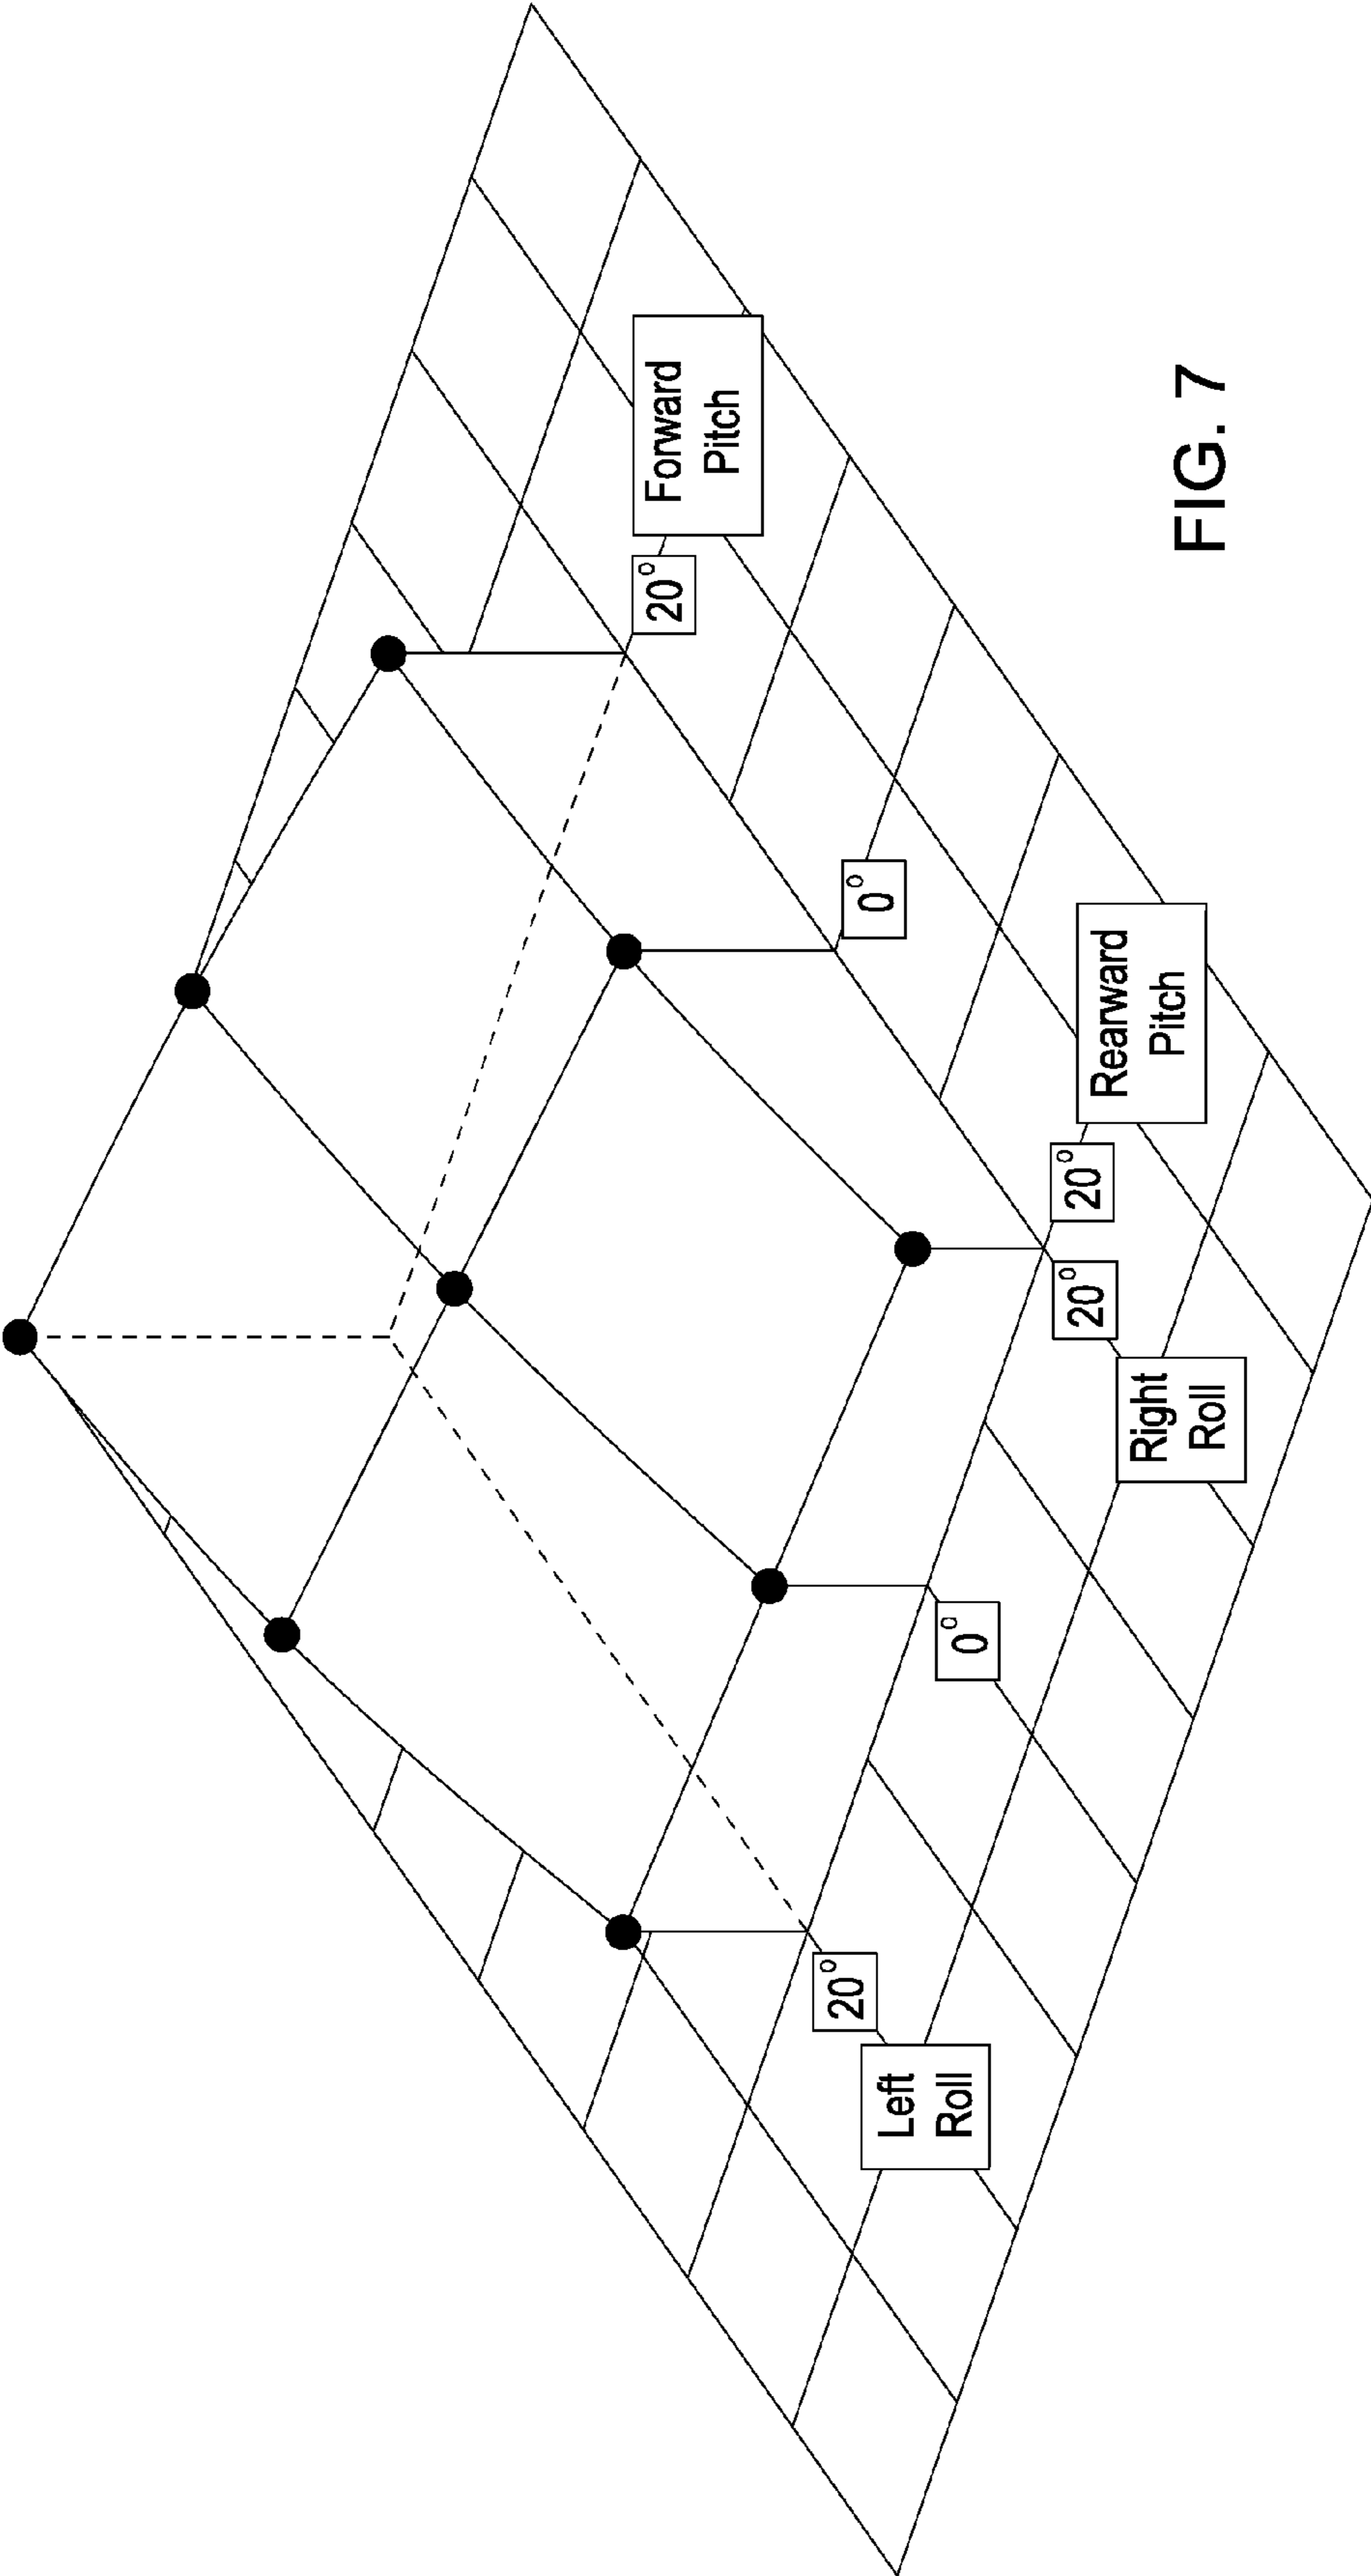 20°
Forward
Pitch
0°
20°
Rearward
Pitch
20°
Right
Roll
0°
20°
Left
Roll
FIG. 7